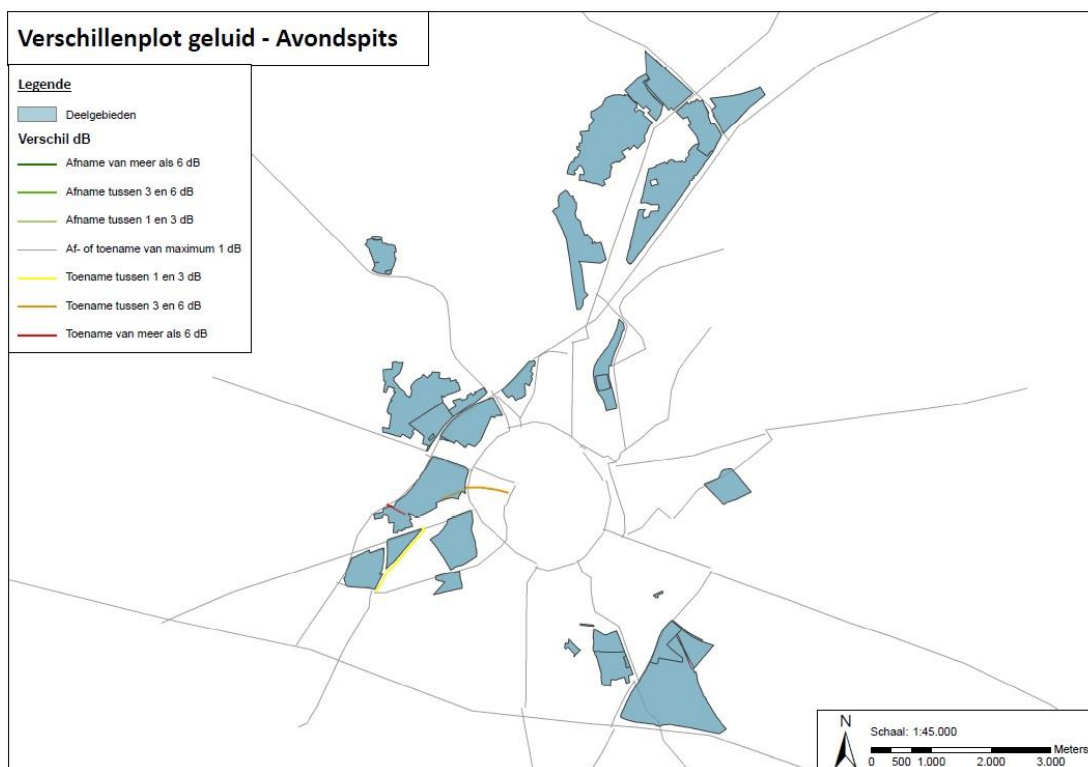 Verschillenplot geluid - Avondspits
Legende
Deelgebieden
Verschil dB
Afname van meer als 6 dB
Afname tussen 3 en 6 dB
Afname tussen 1 en 3 dB
Af- of toename van maximum 1 dB
Toename tussen 1 en 3 dB
Toename tussen 3 en 6 dB
Toename van meer als 6 dB
N
Schaal: 1:45.000
Meters
0 500 1.000 2.000 3.000